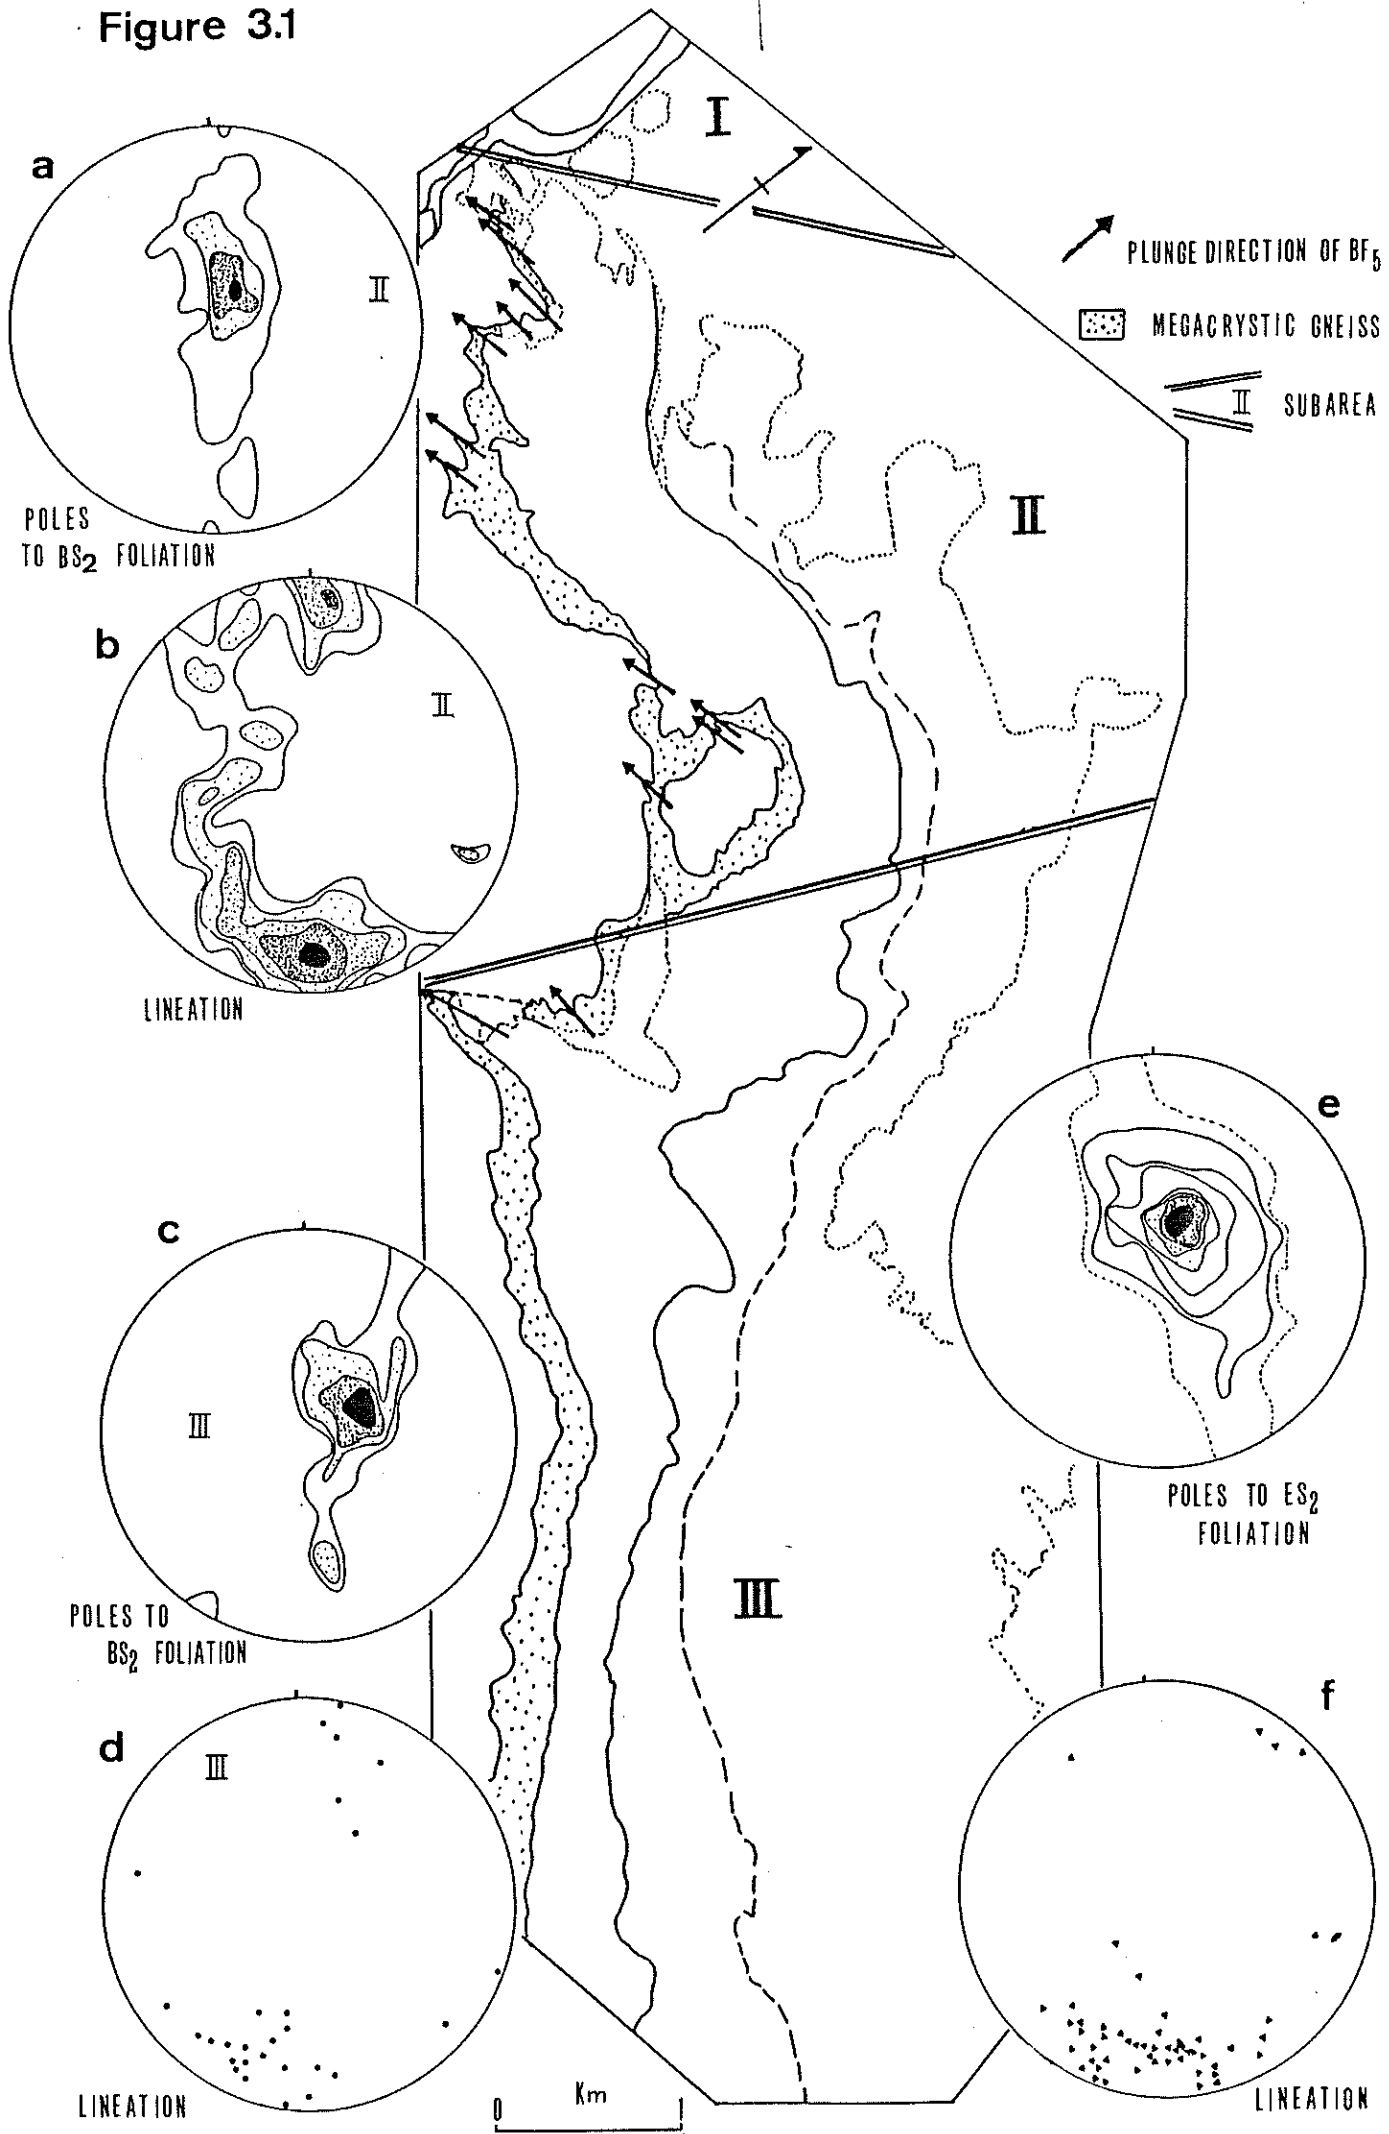 Figure 3.1
I
a
II
POLES
TO BS2 FOLIATION
PLUNGE DIRECTION OF BF5
MEGACRYSTIC GNEISS
II SUBAREA
II
b
II
LINEATION
c
III
POLES TO
BS2 FOLIATION
e
POLES TO ES2
FOLIATION
III
d
III
LINEATION
f
LINEATION
0 Km